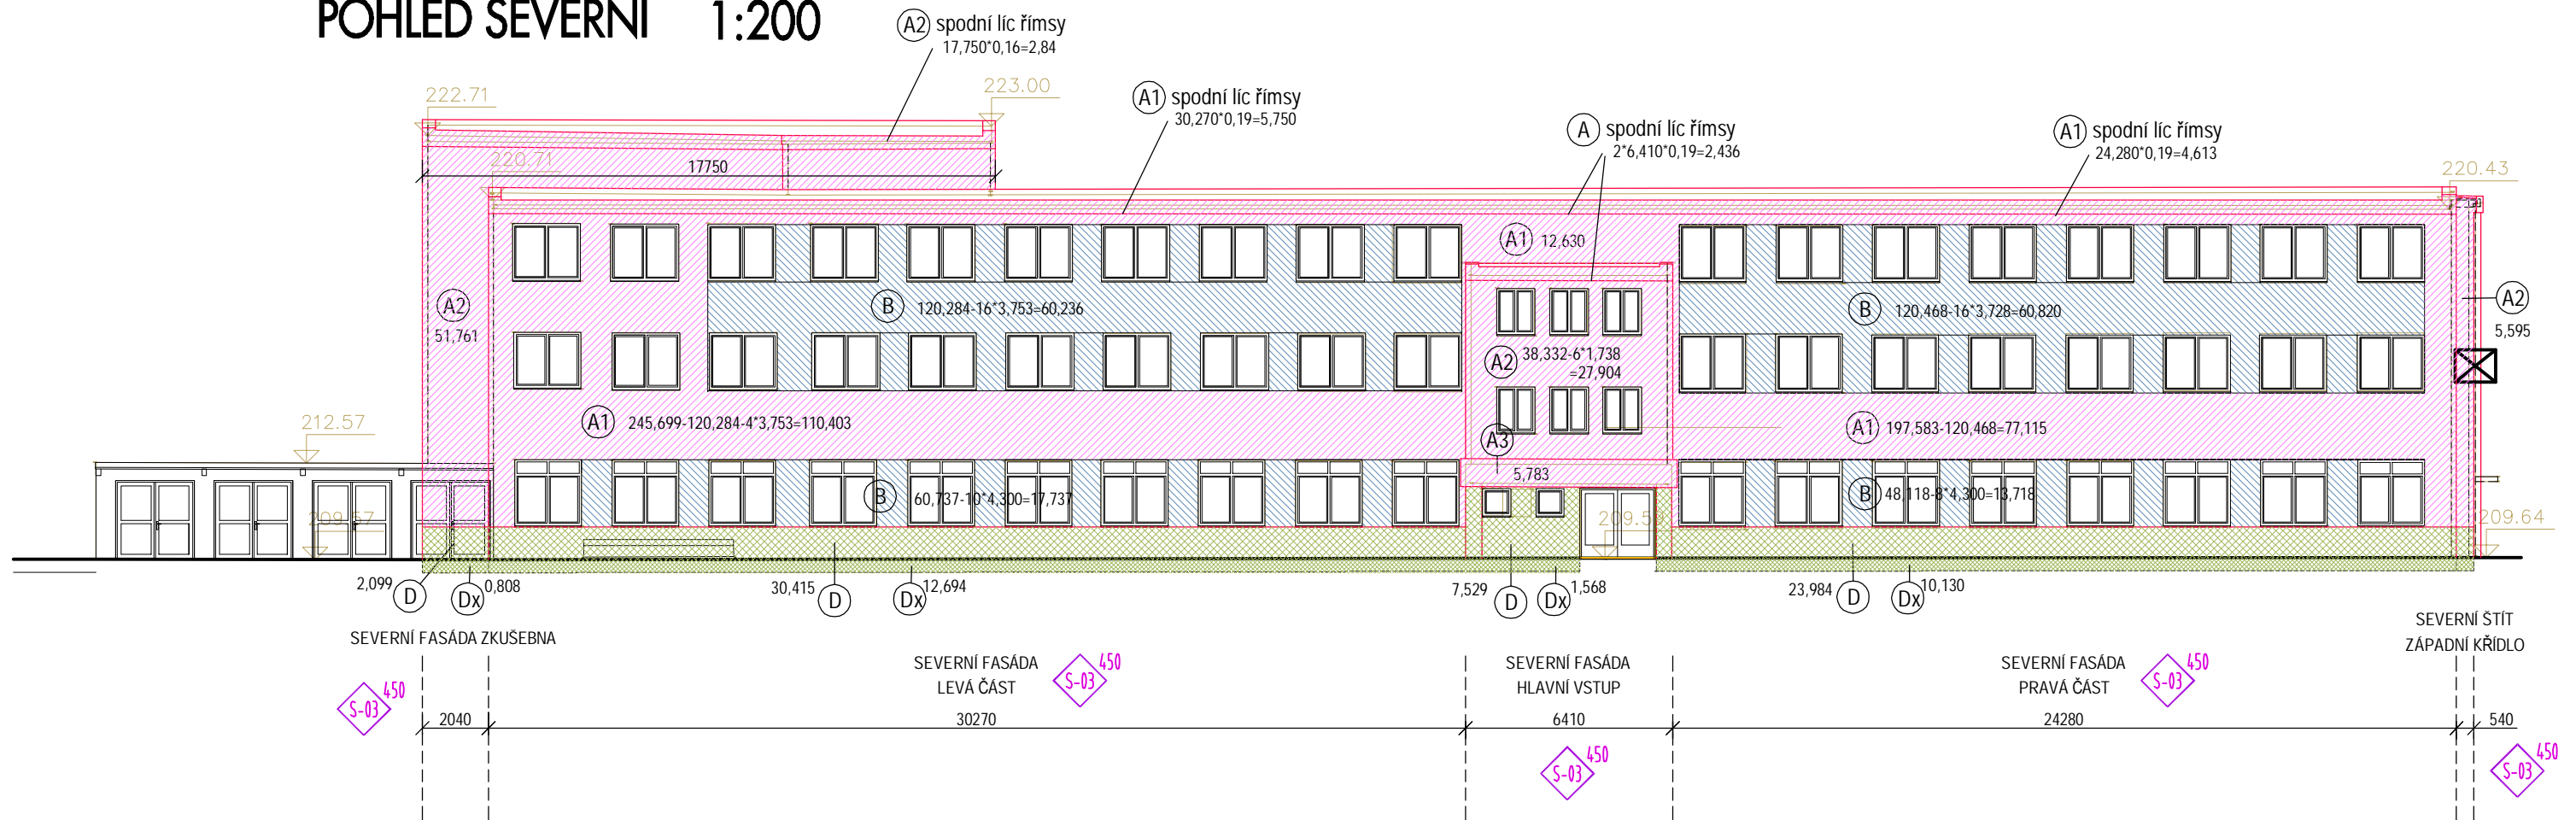 POHLED SEVERNÍ 1:200
A2 spodní líc římsy
17,750*0,16=2,84
A1 spodní líc římsy
30,270*0,19=5,750
A spodní líc římsy
2*6,410*0,19=2,436
A1 spodní líc římsy
24,280*0,19=4,613
222.71
223.00
220.71
17750
220.43
A1 12,630
A2
51,761
B 120,284-16*3,753=60,236
B 120,468-16*3,728=60,820
A2
5,595
A2 38,332-6*1,738
=27,904
A1 245,699-120,284-4*3,753=110,403
A1 197,583-120,468=77,115
212.57
A3
5,783
B 60,737-10*4,300=17,737
B 48,118-8*4,300=13,718
209.57
209.5
209.64
2,099 D
Dx 0,808
30,415 D
Dx 12,694
7,529 D
Dx 1,568
23,984 D
Dx 10,130
SEVERNÍ FASÁDA ZKUŠEBNA
SEVERNÍ FASÁDA
LEVÁ ČÁST
S-03 450
SEVERNÍ FASÁDA
HLAVNÍ VSTUP
SEVERNÍ FASÁDA
PRAVÁ ČÁST
S-03 450
SEVERNÍ ŠTÍT
ZÁPADNÍ KŘÍDLO
S-03 450
2040
30270
6410
24280
540
S-03 450
S-03 450